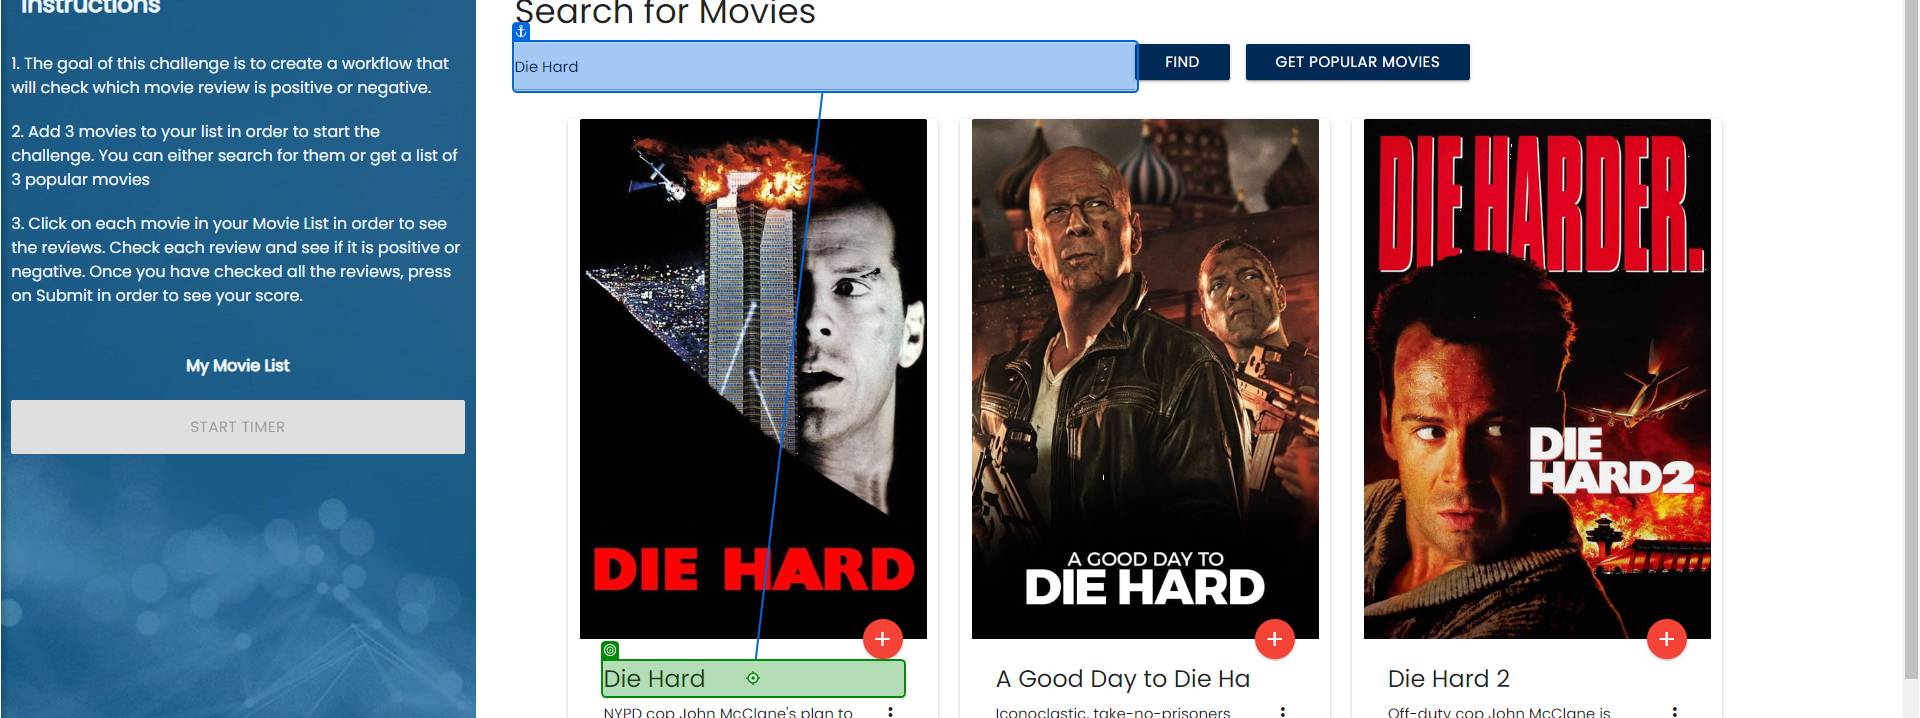 Instructions
1. The goal of this challenge is to create a workflow that
will check which movie review is positive or negative.
2. Add 3 movies to your list in order to start the
challenge. You can either search for them or get a list of
3 popular movies
3. Click on each movie in your Movie List in order to see
the reviews. Check each review and see if it is positive or
negative. Once you have checked all the reviews, press
on Submit in order to see your score.
My Movie List
START TIMER
Search for Movies
Die Hard
FIND
GET POPULAR MOVIES
DIE HARD
+
Die Hard
NYPD cop John McClane's plan to
A GOOD DAY TO
DIE HARD
+
A Good Day to Die Ha
Iconoclastic, take-no-prisoners
DIE HARDER.
DIE
HARD2
+
Die Hard 2
Off-duty cop John McClane is